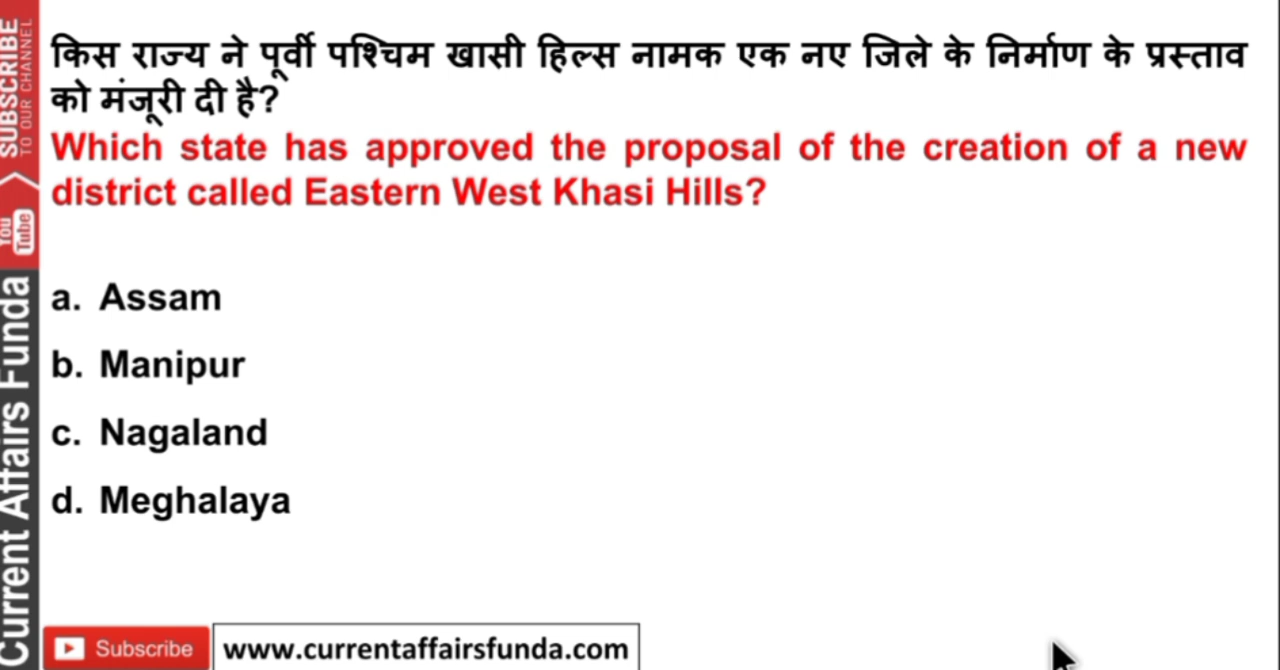 किस राज्य ने पूर्वी पश्चिम खासी हिल्स नामक एक नए जिले के निर्माण के प्रस्ताव
को मंजूरी दी है?
Which state has approved the proposal of the creation of a new
district called Eastern West Khasi Hills?
a. Assam
b. Manipur
c. Nagaland
d. Meghalaya
Subscribe
www.currentaffairsfunda.com
SUBSCRIBE
TO OUR CHANNEL
You
Tube
Current Affairs Funda